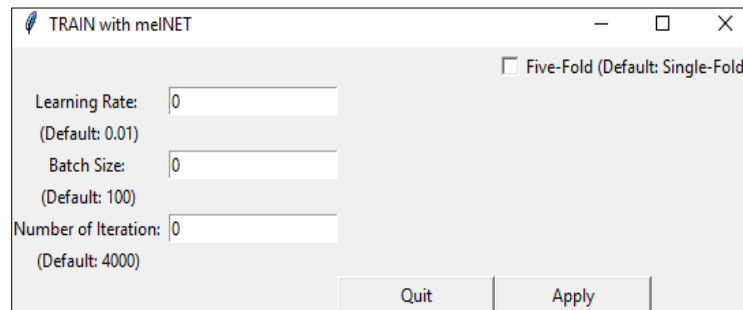 TRAIN with melNET
Five-Fold (Default: Single-Fold
Learning Rate: 0
(Default: 0.01)
Batch Size: 0
(Default: 100)
Number of Iteration: 0
(Default: 4000)
Quit Apply